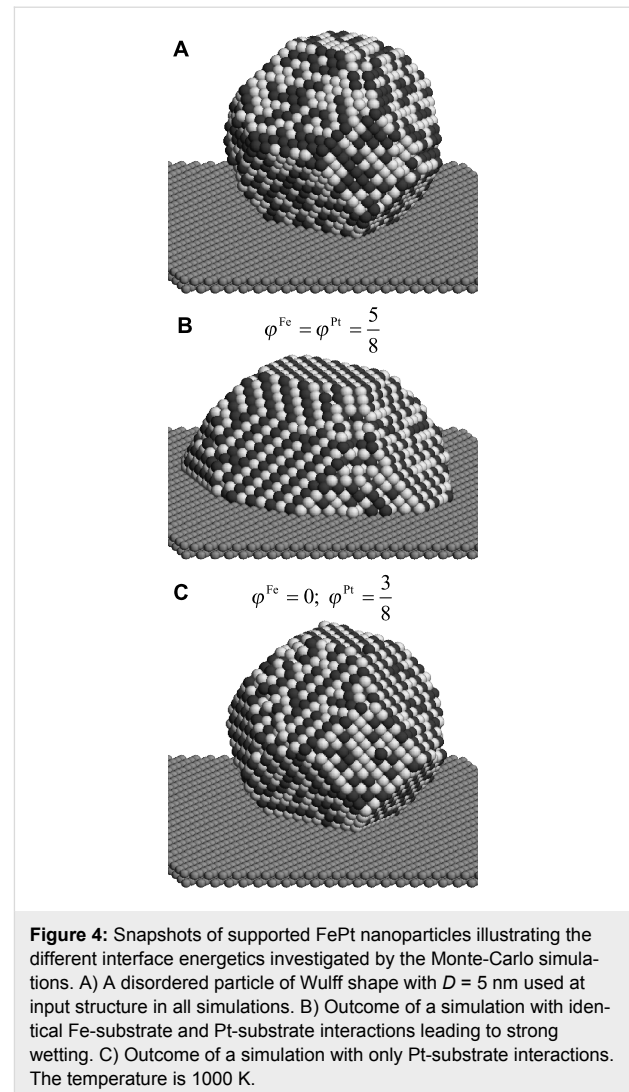 A
B
φ^Fe = φ^Pt = 5/8
C
φ^Fe = 0; φ^Pt = 3/8
Figure 4: Snapshots of supported FePt nanoparticles illustrating the
different interface energetics investigated by the Monte-Carlo simula-
tions. A) A disordered particle of Wulff shape with D = 5 nm used at
input structure in all simulations. B) Outcome of a simulation with iden-
tical Fe-substrate and Pt-substrate interactions leading to strong
wetting. C) Outcome of a simulation with only Pt-substrate interactions.
The temperature is 1000 K.